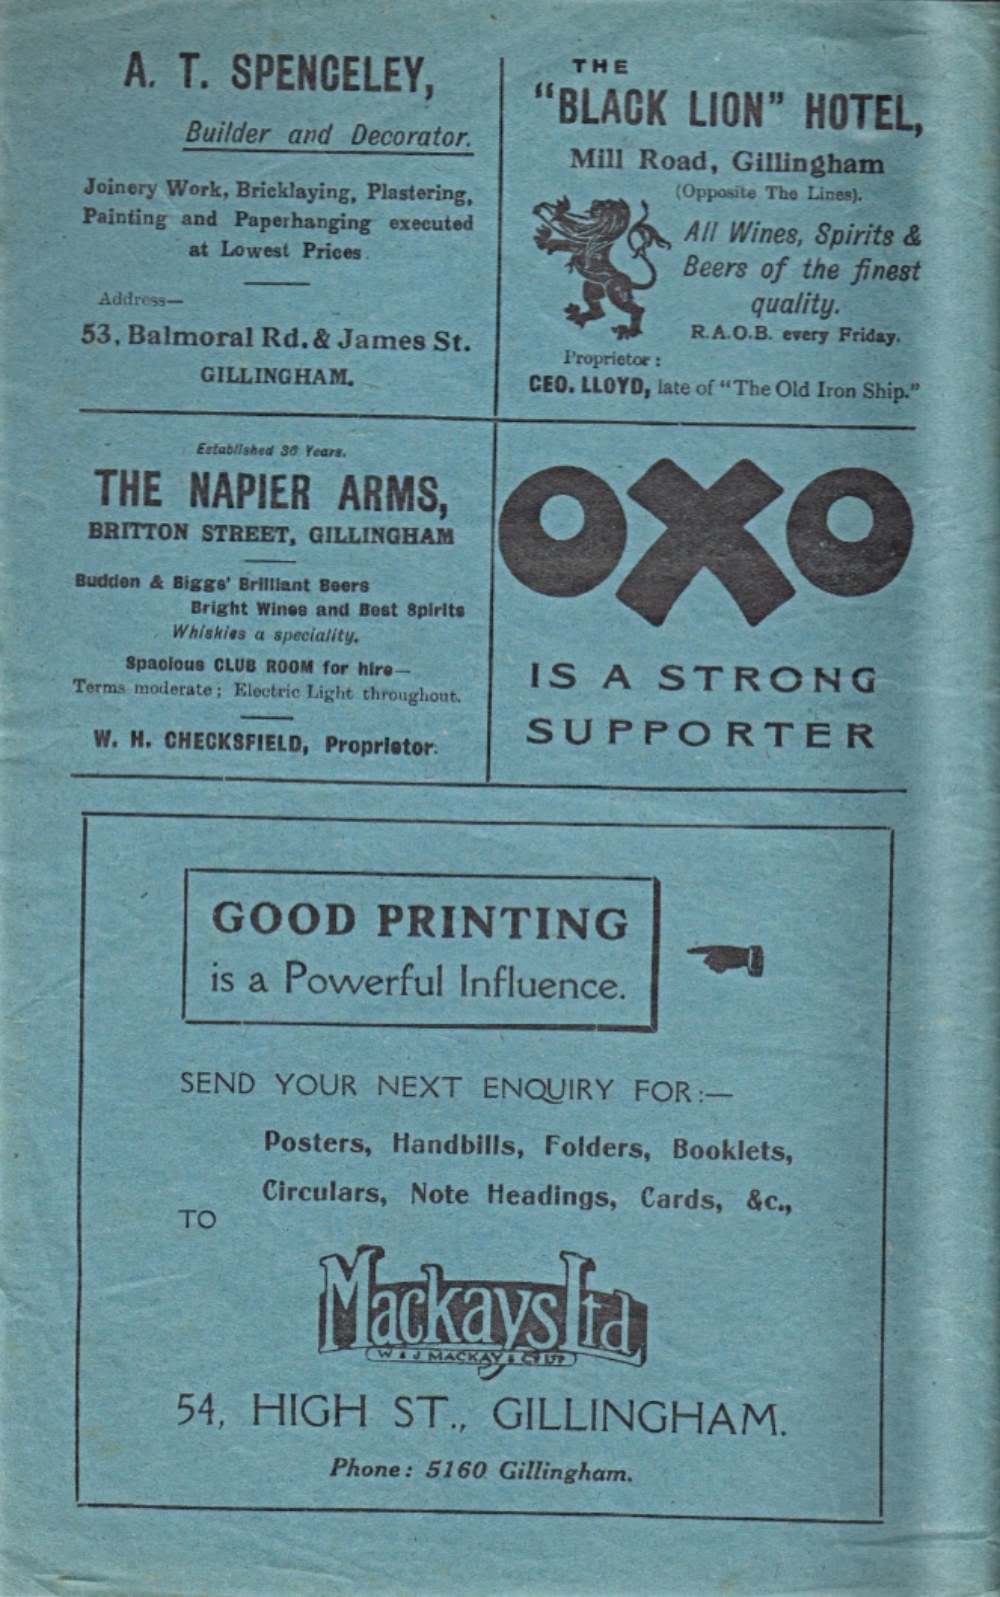 A. T. SPENCELEY,
Builder and Decorator.
Joinery Work, Bricklaying, Plastering,
Painting and Paperhanging executed
at Lowest Prices.
Address—
53, Balmoral Rd. & James St.
GILLINGHAM.
THE
"BLACK LION" HOTEL,
Mill Road, Gillingham
(Opposite The Lines).
All Wines, Spirits &
Beers of the finest
quality.
R.A.O.B. every Friday.
Proprietor :
GEO. LLOYD, late of "The Old Iron Ship."
Established 36 Years.
THE NAPIER ARMS,
BRITTON STREET, GILLINGHAM
Budden & Biggs' Brilliant Beers
Bright Wines and Best Spirits
Whiskies a speciality.
Spacious CLUB ROOM for hire—
Terms moderate; Electric Light throughout.
W. H. CHECKSFIELD, Proprietor.
OXO
IS A STRONG
SUPPORTER
GOOD PRINTING
is a Powerful Influence.
SEND YOUR NEXT ENQUIRY FOR:—
Posters, Handbills, Folders, Booklets,
Circulars, Note Headings, Cards, &c.,
TO
Mackays Ltd.
W & J MACKAY & CO LTD
54, HIGH ST., GILLINGHAM.
Phone: 5160 Gillingham.